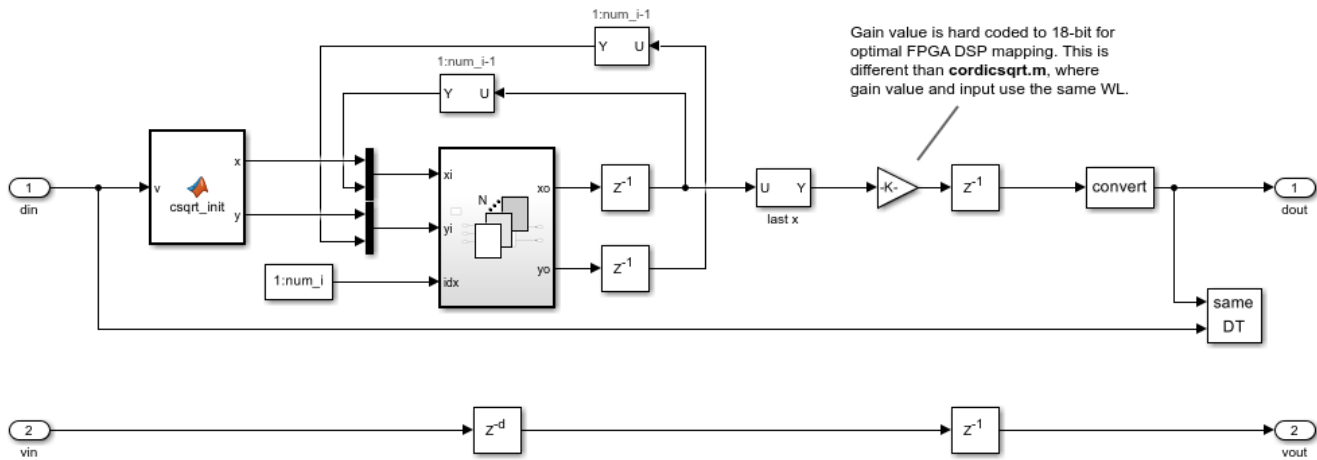 1:num_i-1
Y U
1:num_i-1
Y U
Gain value is hard coded to 18-bit for
optimal FPGA DSP mapping. This is
different than cordicsqrt.m, where
gain value and input use the same WL.
1
din
v
csqrt_init
x
y
1:num_i
xi
yi
idx
N
xo
yo
z-1
z-1
U Y
last x
-K-
z-1
convert
1
dout
same
DT
2
vin
z-d
z-1
2
vout